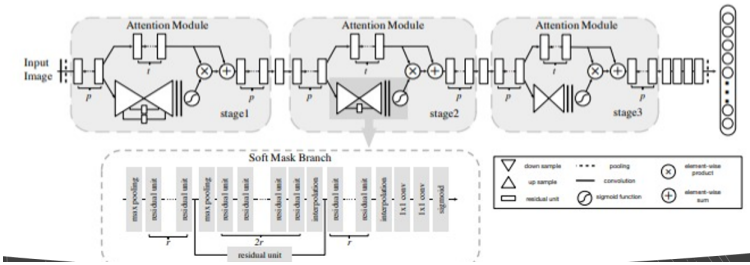 Attention Module
Attention Module
Attention Module
Input
Image
p
t
p
stage1
p
t
p
stage2
p
t
p
stage3
Soft Mask Branch
max pooling
residual unit
residual unit
max pooling
residual unit
residual unit
residual unit
residual unit
interpolation
residual unit
residual unit
interpolation
1x1 conv
1x1 conv
sigmoid
r
2r
r
residual unit
down sample
up sample
residual unit
pooling
convolution
sigmoid function
element-wise
product
element-wise
sum